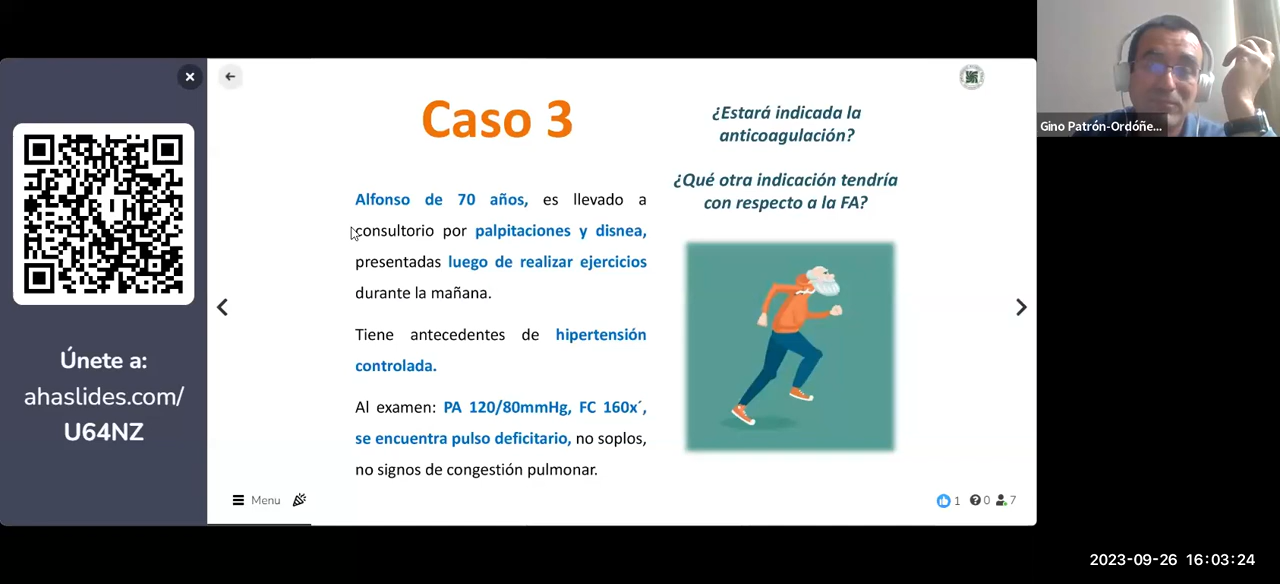 Caso 3
¿Estará indicada la
anticoagulación?
¿Qué otra indicación tendría
con respecto a la FA?
Alfonso de 70 años, es llevado a
consultorio por palpitaciones y disnea,
presentadas luego de realizar ejercicios
durante la mañana.
Tiene antecedentes de hipertensión
controlada.
Al examen: PA 120/80mmHg, FC 160x´,
se encuentra pulso deficitario, no soplos,
no signos de congestión pulmonar.
Únete a:
ahaslides.com/
U64NZ
Menu
1 0 7
Gino Patrón-Ordóñe...
2023-09-26 16:03:24